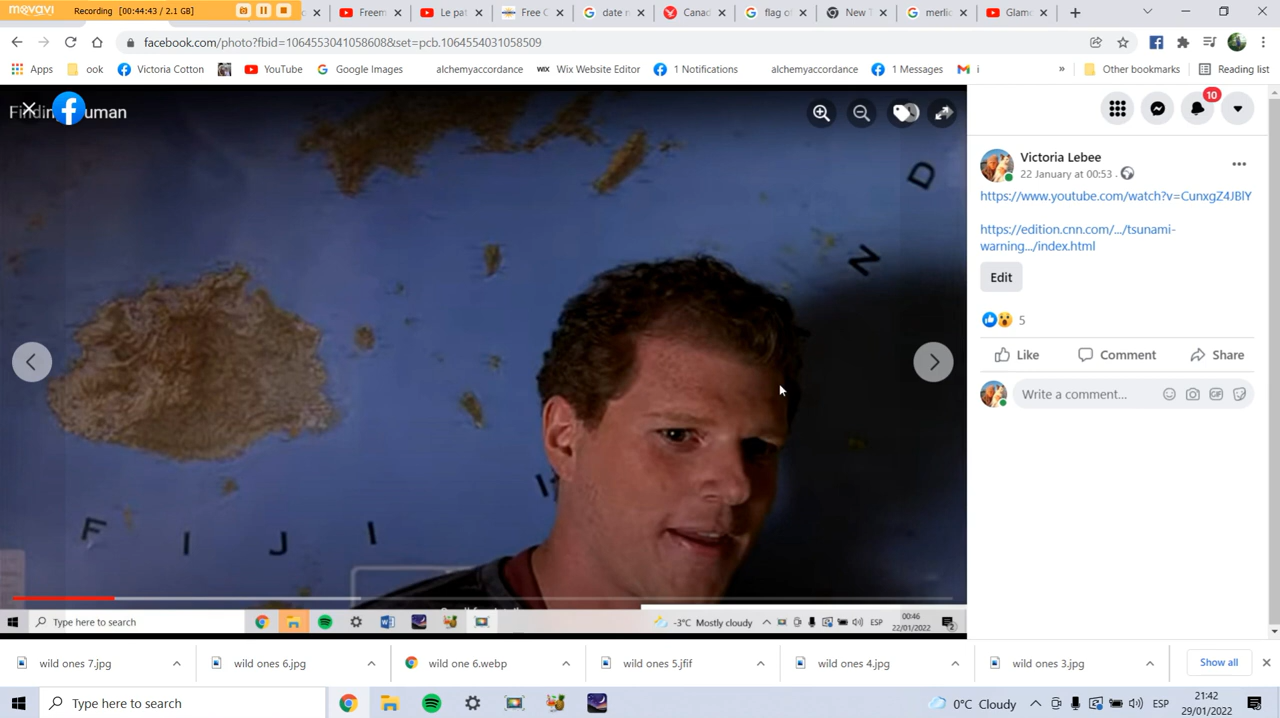 movavi
Recording [00:44:43 / 2.1 GB]
Freem
Le pat
Free C
date n
Canac
flag o
New T
merlic
Glamo
facebook.com/photo?fbid=1064553041058608&set=pcb.1064554031058509
Apps
ook
Victoria Cotton
YouTube
Google Images
alchemyaccordance
WIX Wix Website Editor
1 Notifications
alchemyaccordance
1 Messages
i
»
Other bookmarks
Reading list
Findin uman
10
D
N
F I J I
Victoria Lebee
22 January at 00:53
https://www.youtube.com/watch?v=CunxgZ4JBlY
https://edition.cnn.com/.../tsunami-
warning.../index.html
Edit
5
Like
Comment
Share
Write a comment...
GIF
Type here to search
-3°C Mostly cloudy
ESP
00:46
22/01/2022
2
wild ones 7.jpg
wild ones 6.jpg
wild one 6.webp
wild ones 5.jfif
wild ones 4.jpg
wild ones 3.jpg
Show all
Type here to search
0°C Cloudy
ESP
21:42
29/01/2022